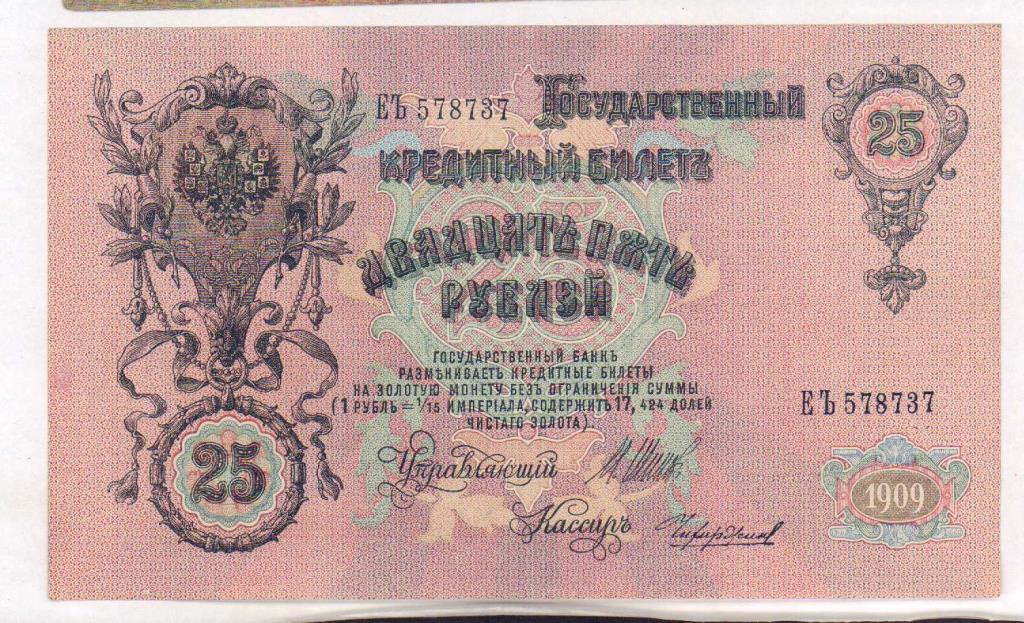 ЕЪ 578737
Государственный
25
кредитный билетъ
двадцать пять
рублей
государственный банкъ
размѣниваетъ кредитные билеты
на золотую монету безъ ограниченія суммы
(1 рубль = 1/15 имперіала, содержитъ 17, 424 долей
чистаго золота).
ЕЪ 578737
25
Управляющій
Кассиръ
1909